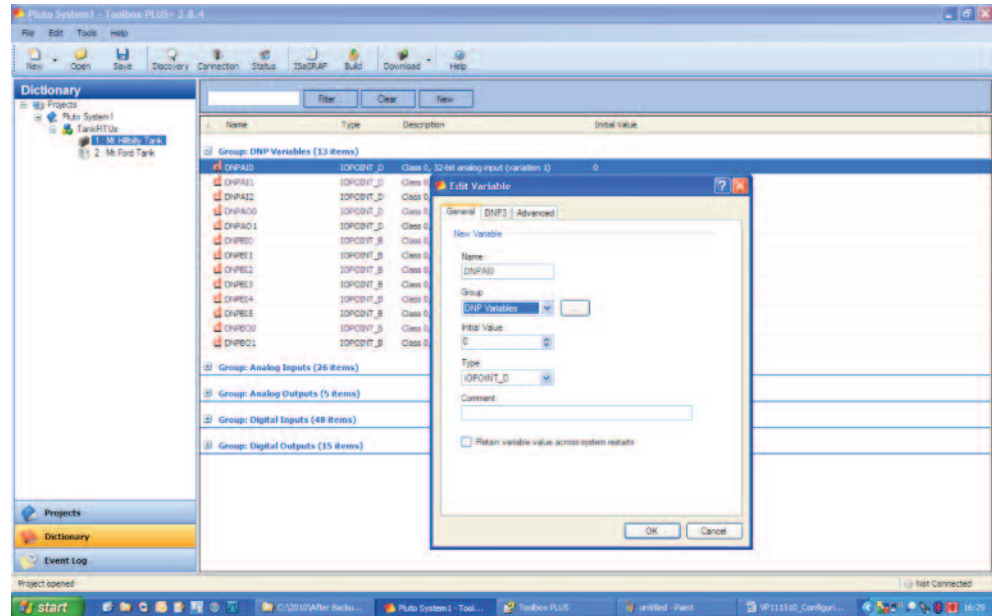 Pluto System1 - Toolbox PLUS+ 3.8.4
File Edit Tools Help
New Open Save Discovery Connection Status ISaGRAF Build Download Help
Dictionary
Filter Clear New
Projects
Pluto System1
TankRTUs
1 : Mt Hillbilly Tank
2 : Mt Ford Tank
Name Type Description Initial Value
Group: DNP Variables (13 items)
DNPAI0 IOPOINT_D Class 0, 32-bit analog input (variation 1) 0
DNPAI1 IOPOINT_D Class 0,
DNPAI2 IOPOINT_D Class 0,
DNPAO0 IOPOINT_D Class 0,
DNPAO1 IOPOINT_D Class 0,
DNPBI0 IOPOINT_B Class 0,
DNPBI1 IOPOINT_B Class 0,
DNPBI2 IOPOINT_B Class 0,
DNPBI3 IOPOINT_B Class 0,
DNPBI4 IOPOINT_B Class 0,
DNPBI5 IOPOINT_B Class 0,
DNPBO0 IOPOINT_B Class 0,
DNPBO1 IOPOINT_B Class 0,
Group: Analog Inputs (26 items)
Group: Analog Outputs (5 items)
Group: Digital Inputs (48 items)
Group: Digital Outputs (15 items)
Edit Variable
General DNP3 Advanced
New Variable
Name
DNPAI0
Group
DNP Variables ...
Initial Value
0
Type
IOPOINT_D
Comment
Retain variable value across system restarts
OK Cancel
Projects
Dictionary
Event Log
Project opened
Not Connected
start C:\2010\After Backu... Pluto System1 - Tool... Toolbox PLUS untitled - Paint VP111510_Configuri... 16:29